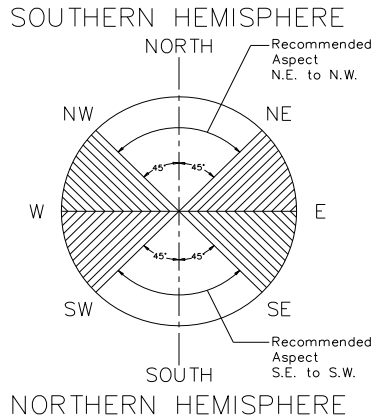 SOUTHERN HEMISPHERE
NORTH
Recommended
Aspect
N.E. to N.W.
NW
NE
45°
45°
W
E
45°
45°
SW
SE
Recommended
Aspect
S.E. to S.W.
SOUTH
NORTHERN HEMISPHERE